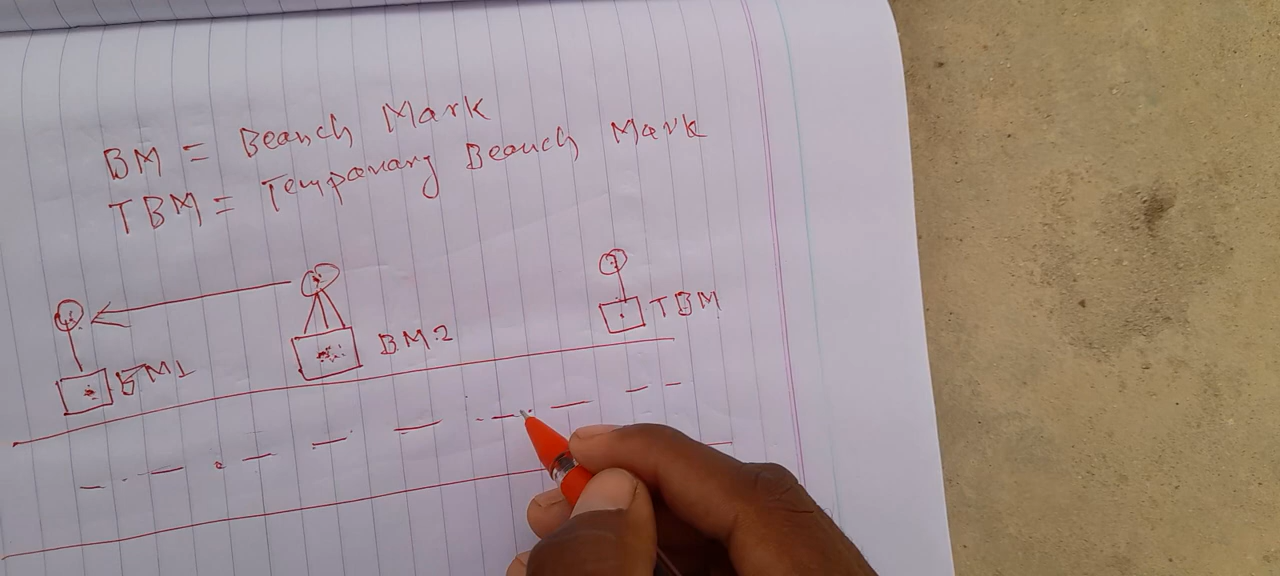 BM = Beanch Mark
TBM = Temporary Beanch Mark
TBM
BM2
BM1